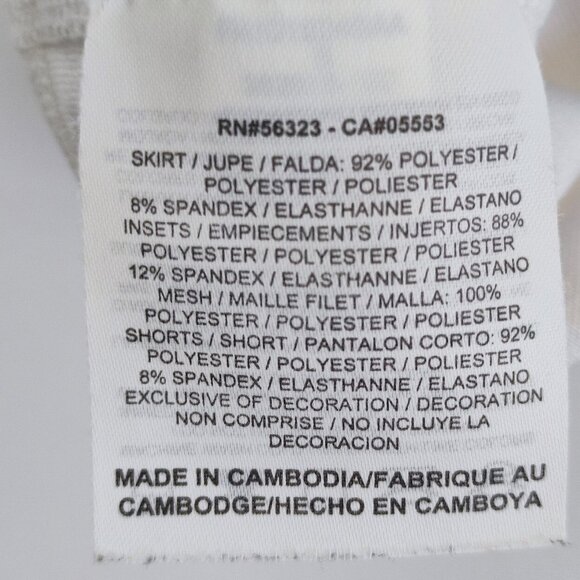 RN#56323 - CA#05553
SKIRT / JUPE / FALDA: 92% POLYESTER /
POLYESTER / POLIESTER
8% SPANDEX / ELASTHANNE / ELASTANO
INSETS / EMPIECEMENTS / INJERTOS: 88%
POLYESTER / POLYESTER / POLIESTER
12% SPANDEX / ELASTHANNE / ELASTANO
MESH / MAILLE FILET / MALLA: 100%
POLYESTER / POLYESTER / POLIESTER
SHORTS / SHORT / PANTALON CORTO: 92%
POLYESTER / POLYESTER / POLIESTER
8% SPANDEX / ELASTHANNE / ELASTANO
EXCLUSIVE OF DECORATION / DECORATION
NON COMPRISE / NO INCLUYE LA
DECORACION
MADE IN CAMBODIA/FABRIQUE AU
CAMBODGE/HECHO EN CAMBOYA